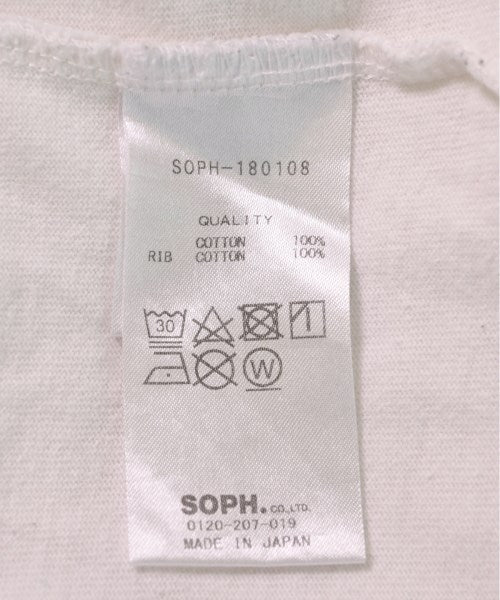 SOPH-180108
QUALITY
COTTON 100%
RIB COTTON 100%
30
W
SOPH. CO.,LTD.
0120-207-019
MADE IN JAPAN